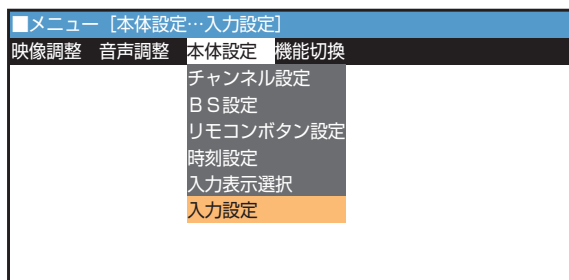 ■メニュー［本体設定…入力設定］
映像調整 音声調整 本体設定 機能切換
チャンネル設定
ＢＳ設定
リモコンボタン設定
時刻設定
入力表示選択
入力設定